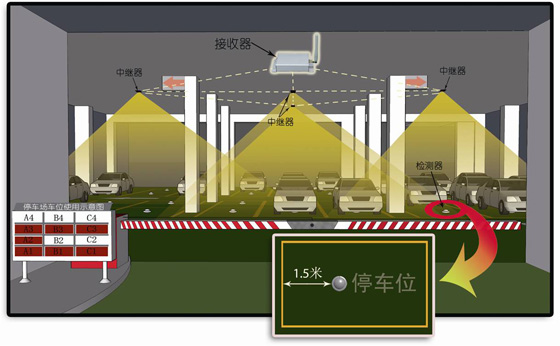 接收器
中继器
中继器
中继器
检测器
停车场车位使用示意图
A4 B4 C4
A3 B3 C3
A2 B2 C2
A1 B1 C1
1.5米
停车位